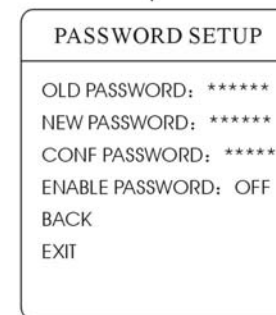 PASSWORD SETUP
OLD PASSWORD: ******
NEW PASSWORD: ******
CONF PASSWORD: *****
ENABLE PASSWORD: OFF
BACK
EXIT